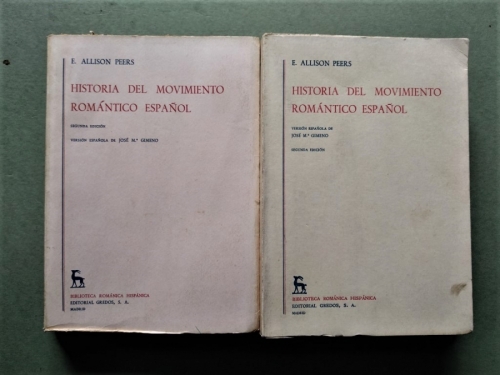 E. ALLISON PEERS
HISTORIA DEL MOVIMIENTO
ROMÁNTICO ESPAÑOL
SEGUNDA EDICIÓN
VERSIÓN ESPAÑOLA DE JOSÉ Mª GIMENO
BIBLIOTECA ROMÁNICA HISPÁNICA
EDITORIAL GREDOS, S. A.
MADRID
E. ALLISON PEERS
HISTORIA DEL MOVIMIENTO
ROMÁNTICO ESPAÑOL
VERSIÓN ESPAÑOLA DE
JOSÉ Mª GIMENO
SEGUNDA EDICIÓN
BIBLIOTECA ROMÁNICA HISPÁNICA
EDITORIAL GREDOS, S. A.
MADRID